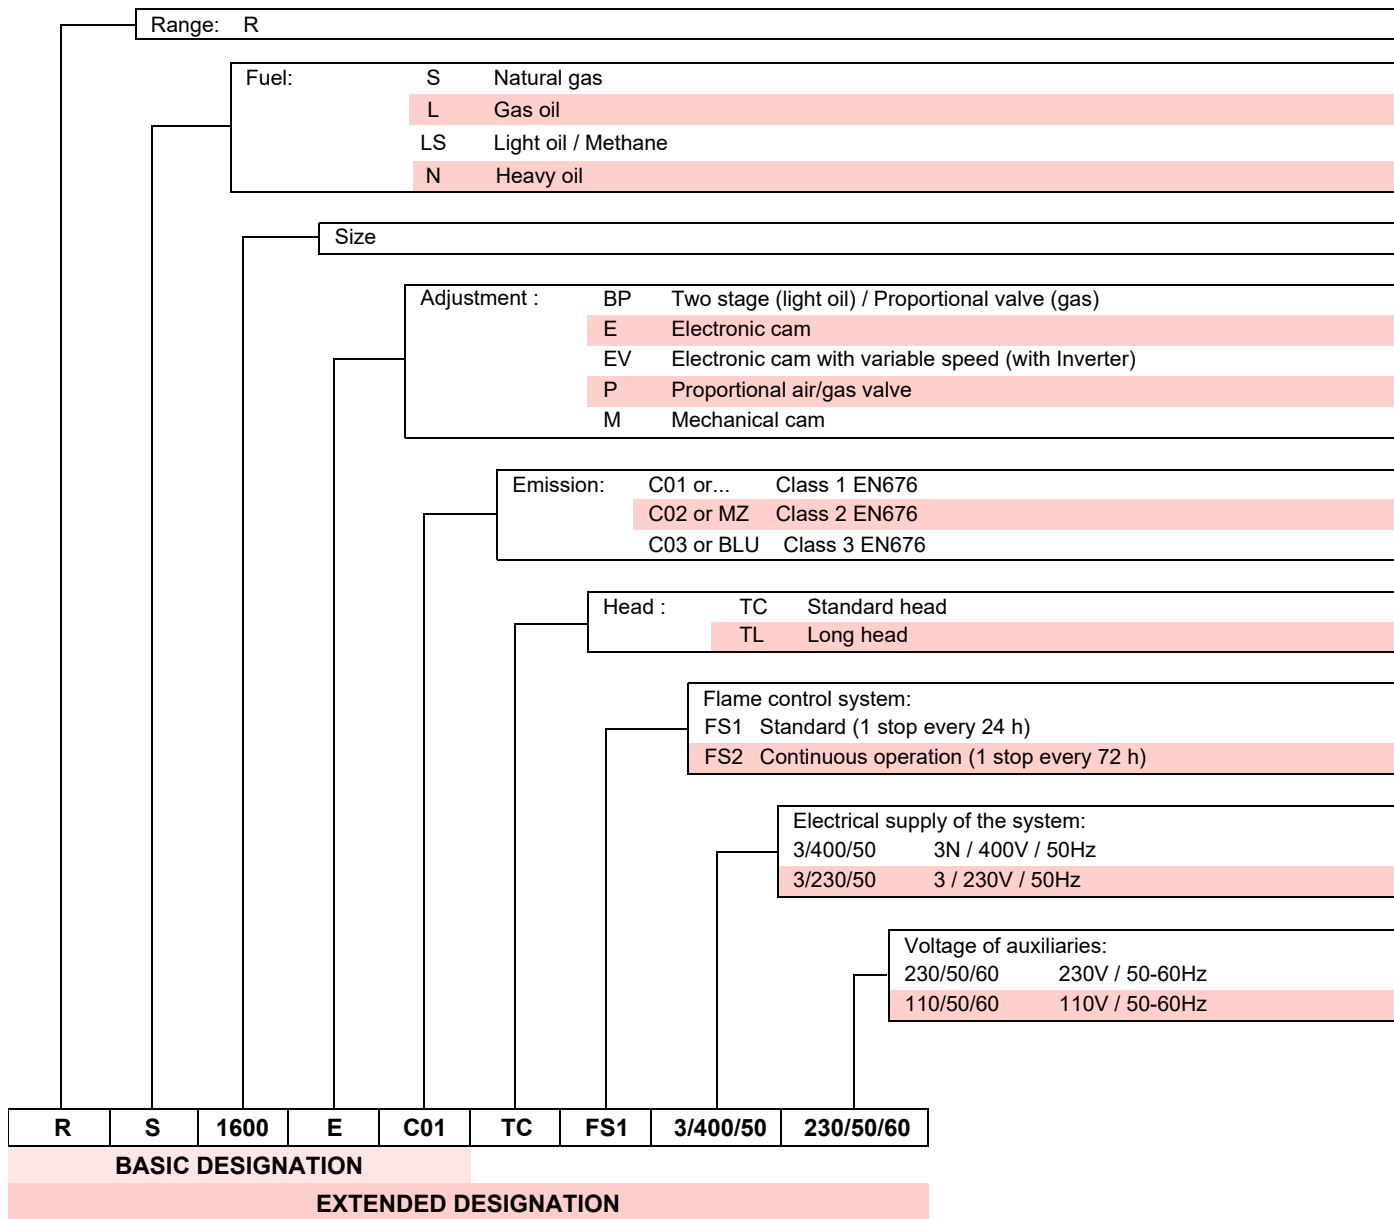 Range: R
Fuel: S Natural gas
L Gas oil
LS Light oil / Methane
N Heavy oil
Size
Adjustment : BP Two stage (light oil) / Proportional valve (gas)
E Electronic cam
EV Electronic cam with variable speed (with Inverter)
P Proportional air/gas valve
M Mechanical cam
Emission: C01 or... Class 1 EN676
C02 or MZ Class 2 EN676
C03 or BLU Class 3 EN676
Head : TC Standard head
TL Long head
Flame control system:
FS1 Standard (1 stop every 24 h)
FS2 Continuous operation (1 stop every 72 h)
Electrical supply of the system:
3/400/50 3N / 400V / 50Hz
3/230/50 3 / 230V / 50Hz
Voltage of auxiliaries:
230/50/60 230V / 50-60Hz
110/50/60 110V / 50-60Hz
R S 1600 E C01 TC FS1 3/400/50 230/50/60
BASIC DESIGNATION
EXTENDED DESIGNATION